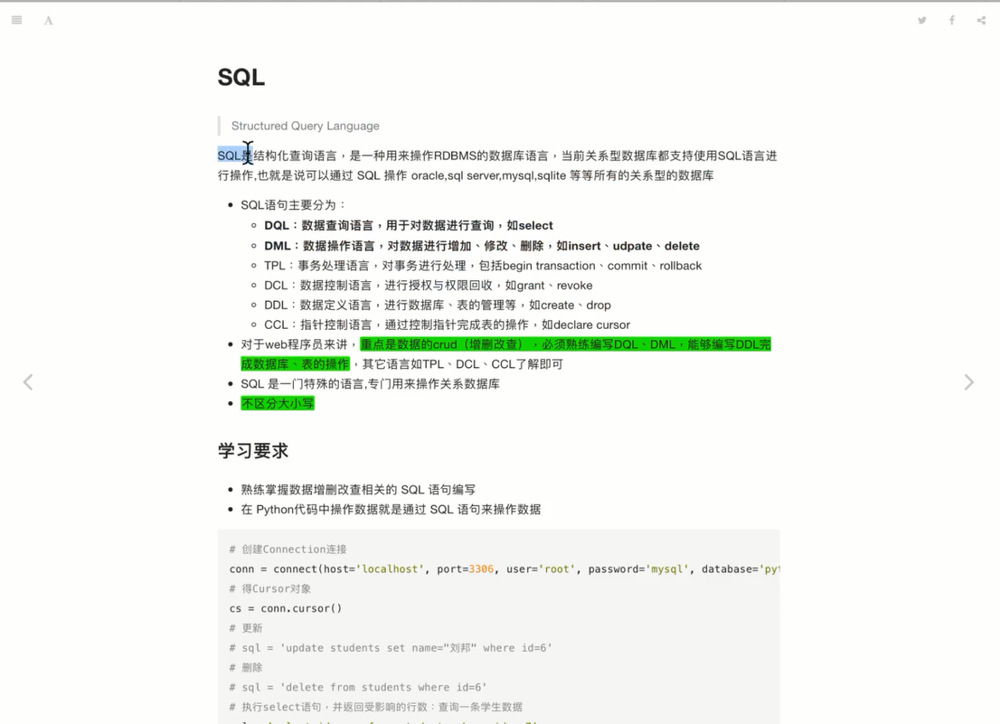 SQL
Structured Query Language
SQL是结构化查询语言，是一种用来操作RDBMS的数据库语言，当前关系型数据库都支持使用SQL语言进
行操作,也就是说可以通过 SQL 操作 oracle,sql server,mysql,sqlite 等等所有的关系型的数据库
SQL语句主要分为：
DQL：数据查询语言，用于对数据进行查询，如select
DML：数据操作语言，对数据进行增加、修改、删除，如insert、udpate、delete
TPL：事务处理语言，对事务进行处理，包括begin transaction、commit、rollback
DCL：数据控制语言，进行授权与权限回收，如grant、revoke
DDL：数据定义语言，进行数据库、表的管理等，如create、drop
CCL：指针控制语言，通过控制指针完成表的操作，如declare cursor
对于web程序员来讲，重点是数据的crud（增删改查），必须熟练编写DQL、DML，能够编写DDL完
成数据库、表的操作，其它语言如TPL、DCL、CCL了解即可
SQL 是一门特殊的语言,专门用来操作关系数据库
不区分大小写
学习要求
熟练掌握数据增删改查相关的 SQL 语句编写
在 Python代码中操作数据就是通过 SQL 语句来操作数据
# 创建Connection连接
conn = connect(host='localhost', port=3306, user='root', password='mysql', database='pyt
# 得Cursor对象
cs = conn.cursor()
# 更新
# sql = 'update students set name="刘邦" where id=6'
# 删除
# sql = 'delete from students where id=6'
# 执行select语句，并返回受影响的行数：查询一条学生数据